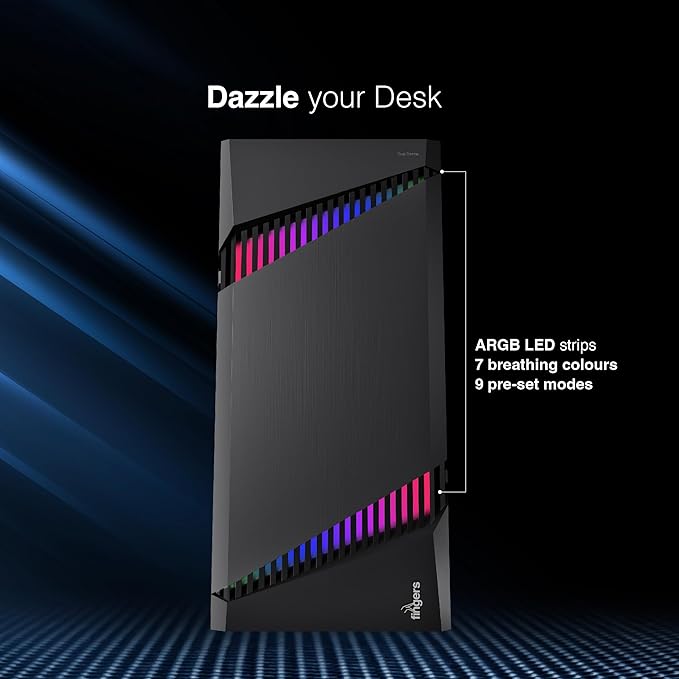 Dazzle your Desk
ARGB LED strips
7 breathing colours
9 pre-set modes
fingers